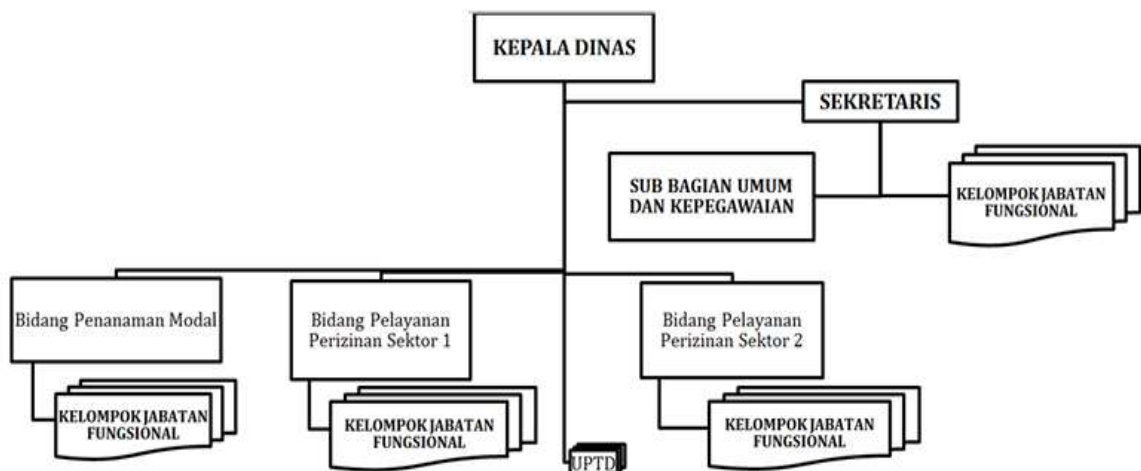 KEPALA DINAS
SEKRETARIS
SUB BAGIAN UMUM
DAN KEPEGAWAIAN
KELOMPOK JABATAN
FUNGSIONAL
Bidang Penanaman Modal
Bidang Pelayanan
Perizinan Sektor 1
Bidang Pelayanan
Perizinan Sektor 2
KELOMPOK JABATAN
FUNGSIONAL
KELOMPOK JABATAN
FUNGSIONAL
KELOMPOK JABATAN
FUNGSIONAL
UPTD